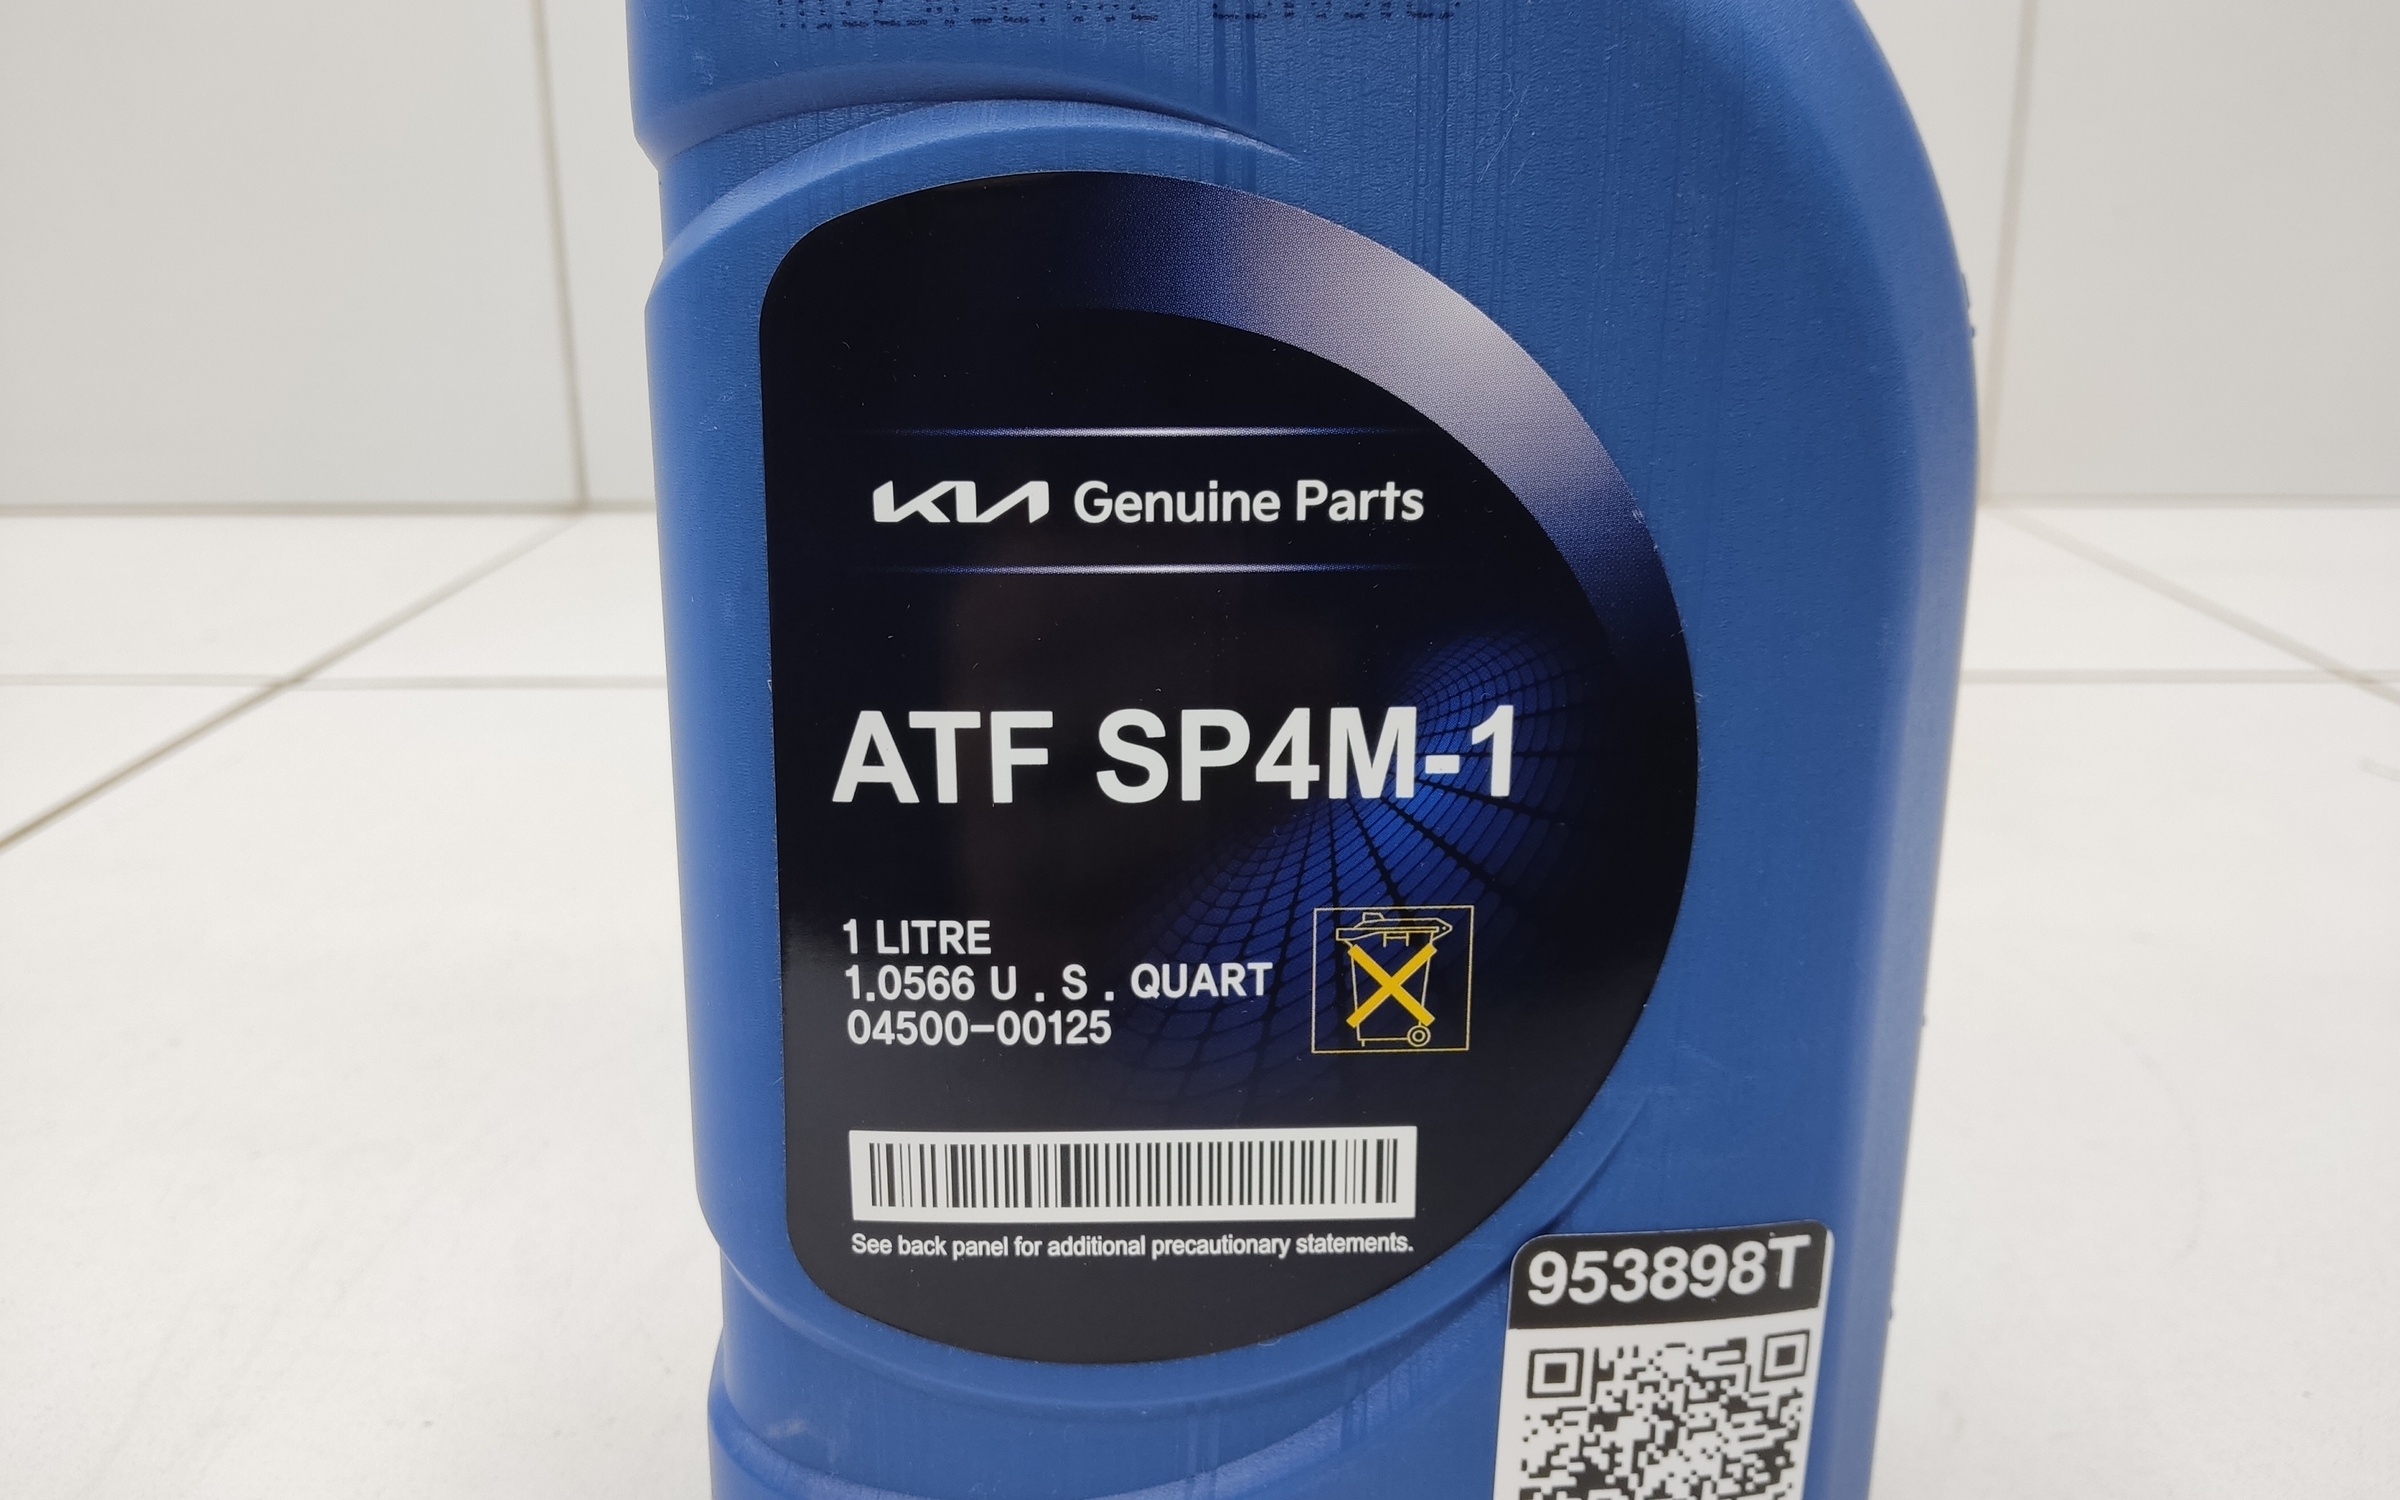 KIA Genuine Parts
ATF SP4M-1
1 LITRE
1.0566 U . S . QUART
04500-00125
See back panel for additional precautionary statements.
953898T